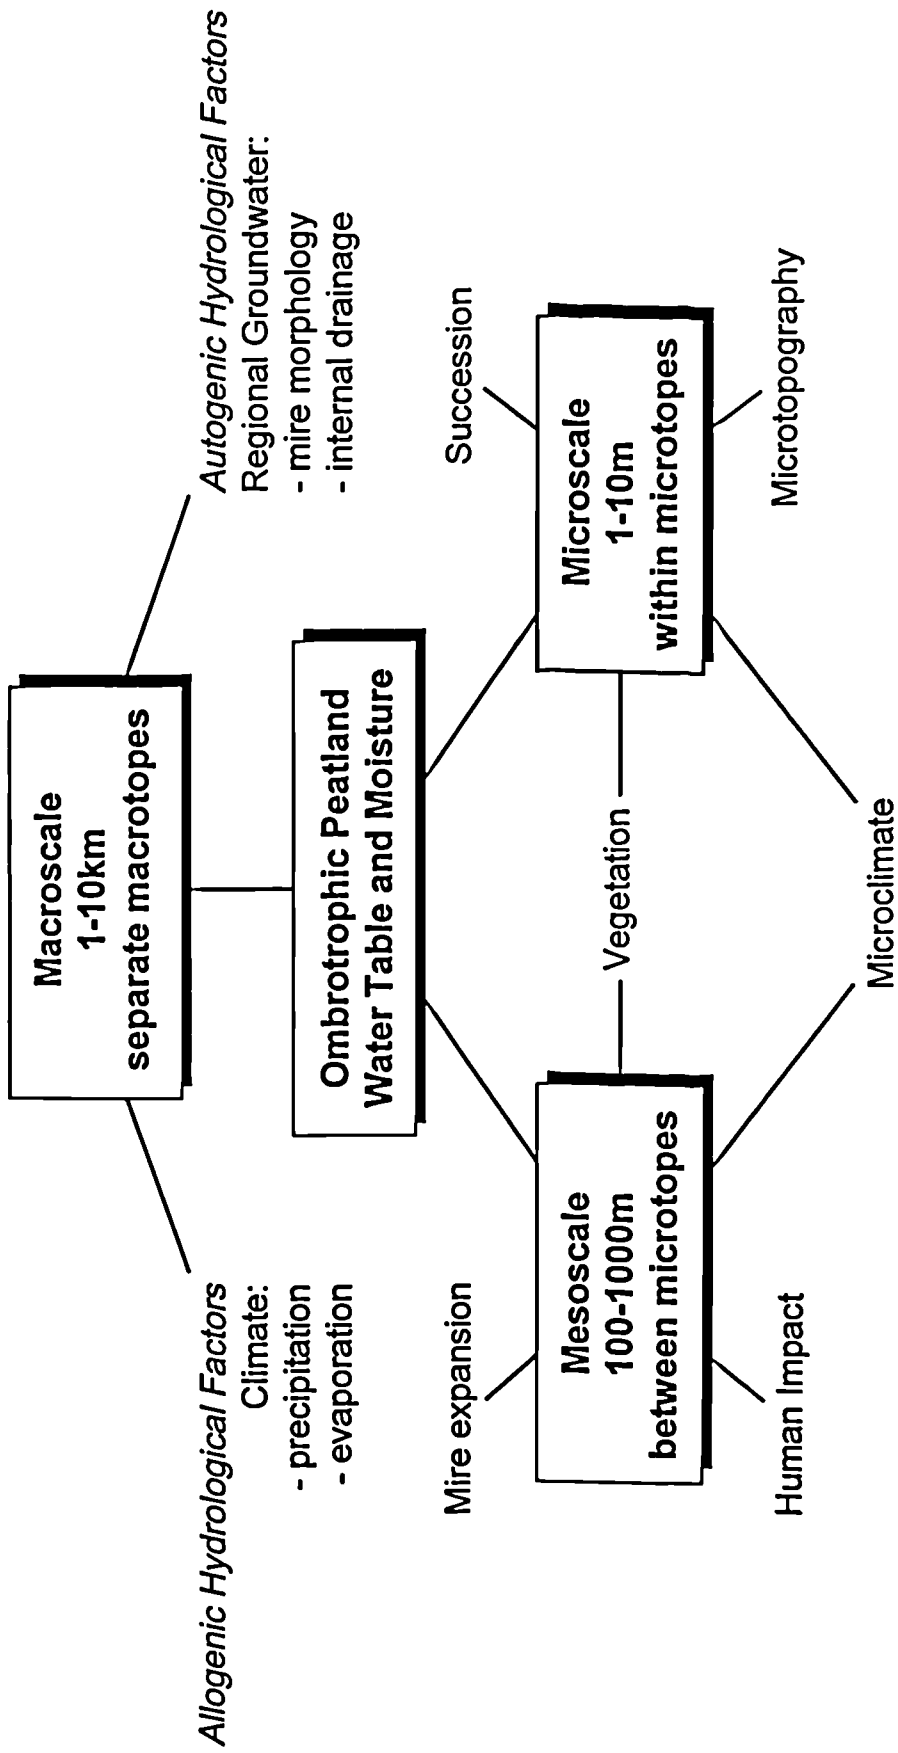 Macroscale
1-10km
separate macrotopes
Allogenic Hydrological Factors
Climate:
- precipitation
- evaporation
Autogenic Hydrological Factors
Regional Groundwater:
- mire morphology
- internal drainage
Ombrotrophic Peatland
Water Table and Moisture
Mire expansion
Succession
Mesoscale
100-1000m
between microtopes
Vegetation
Microscale
1-10m
within microtopes
Human Impact
Microtopography
Microclimate